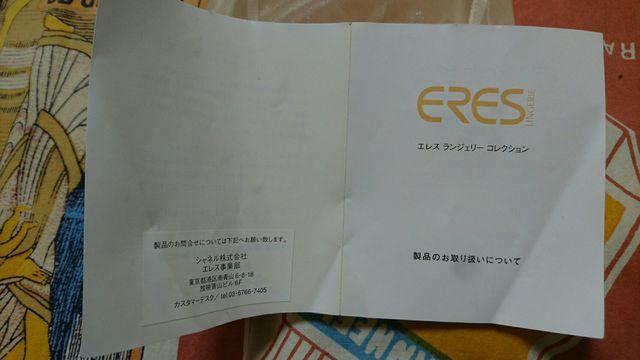 製品のお問合せについては下記へお願い致します。
シャネル株式会社
エレス事業部
東京都港区南青山6-8-18
カスタマーデスク/tel.03-5766-7405
ERES
LINGERIE
エレス ランジェリー コレクション
製品のお取り扱いについて
RA